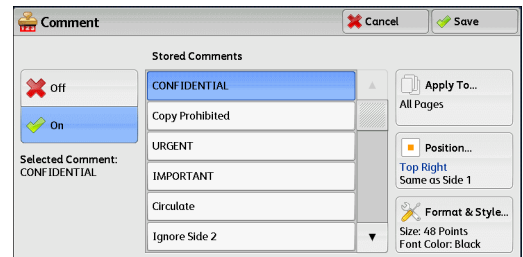 Comment
Cancel
Save
Stored Comments
Off
On
Selected Comment:
CONFIDENTIAL
CONFIDENTIAL
Copy Prohibited
URGENT
IMPORTANT
Circulate
Ignore Side 2
Apply To...
All Pages
Position...
Top Right
Same as Side 1
Format & Style...
Size: 48 Points
Font Color: Black